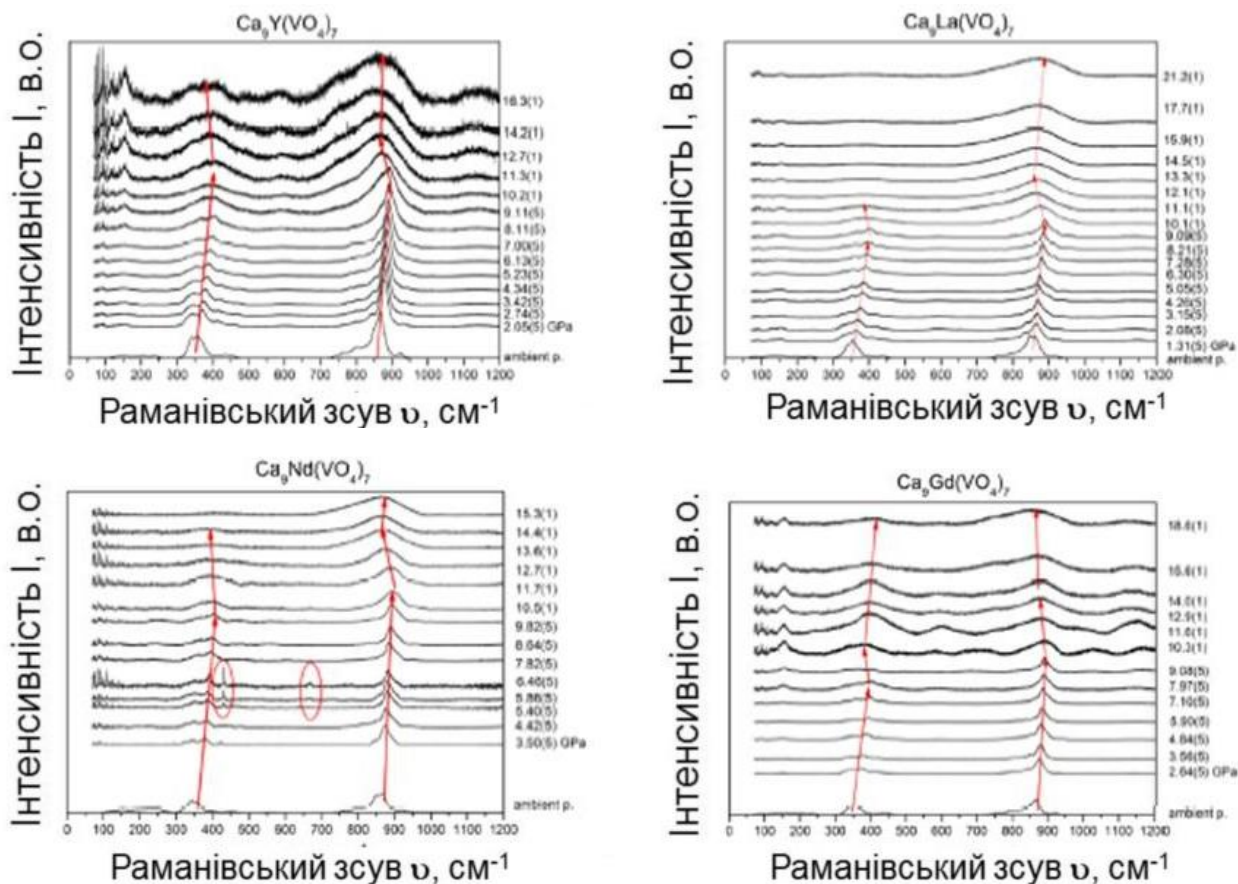 Ca₉Y(VO₄)₇
Інтенсивність I, в.о.
16.3(1)
14.2(1)
12.7(1)
11.3(1)
10.2(1)
9.11(5)
8.11(5)
7.00(5)
6.13(5)
5.23(5)
4.34(5)
3.42(5)
2.74(5)
2.05(5) GPa
ambient p.
0 100 200 300 400 500 600 700 800 900 1000 1100 1200
Раманівський зсув υ, см⁻¹
Ca₉La(VO₄)₇
Інтенсивність I, в.о.
21.2(1)
17.7(1)
15.9(1)
14.5(1)
13.3(1)
12.1(1)
11.1(1)
10.1(1)
9.09(5)
8.21(5)
7.28(5)
6.30(5)
5.05(5)
4.26(5)
3.15(5)
2.08(5)
1.31(5) GPa
ambient p.
0 100 200 300 400 500 600 700 800 900 1000 1100 1200
Раманівський зсув υ, см⁻¹
Ca₉Nd(VO₄)₇
Інтенсивність I, в.о.
15.3(1)
14.4(1)
13.6(1)
12.7(1)
11.7(1)
10.5(1)
9.82(5)
8.64(5)
7.82(5)
6.46(5)
5.86(5)
5.40(5)
4.42(5)
3.50(5) GPa
ambient p.
0 100 200 300 400 500 600 700 800 900 1000 1100 1200
Раманівський зсув υ, см⁻¹
Ca₉Gd(VO₄)₇
Інтенсивність I, в.о.
12.9(1)
10.3(1)
9.08(5)
7.97(5)
7.10(5)
5.90(5)
4.84(5)
3.56(5)
2.64(5) GPa
ambient p.
0 100 200 300 400 500 600 700 800 900 1000 1100 1200
Раманівський зсув υ, см⁻¹